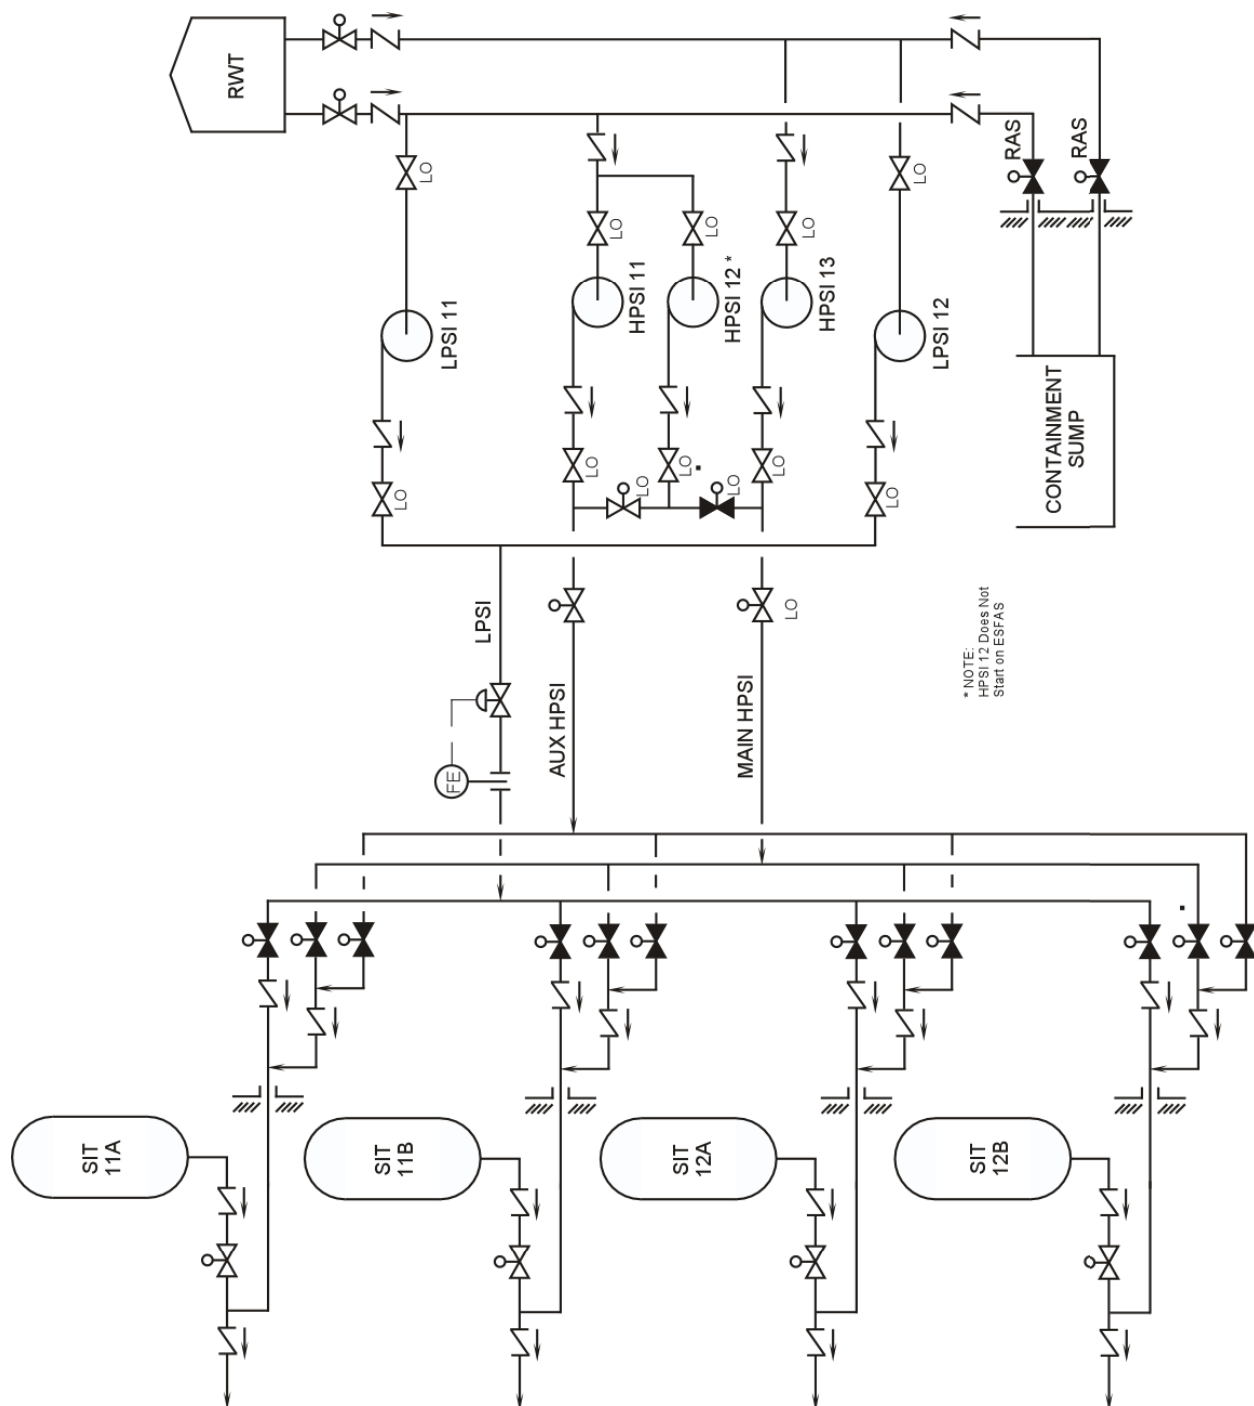 RWT
RAS
RAS
LO
LO
LO
LO
LO
LPSI 11
HPSI 11
HPSI 12 *
HPSI 13
LPSI 12
CONTAINMENT
SUMP
LO
LO
LO
LO
LO
LO
LO
LPSI
LO
* NOTE:
HPSI 12 Does Not
Start on ESFAS
FE
AUX HPSI
MAIN HPSI
SIT
11A
SIT
11B
SIT
12A
SIT
12B